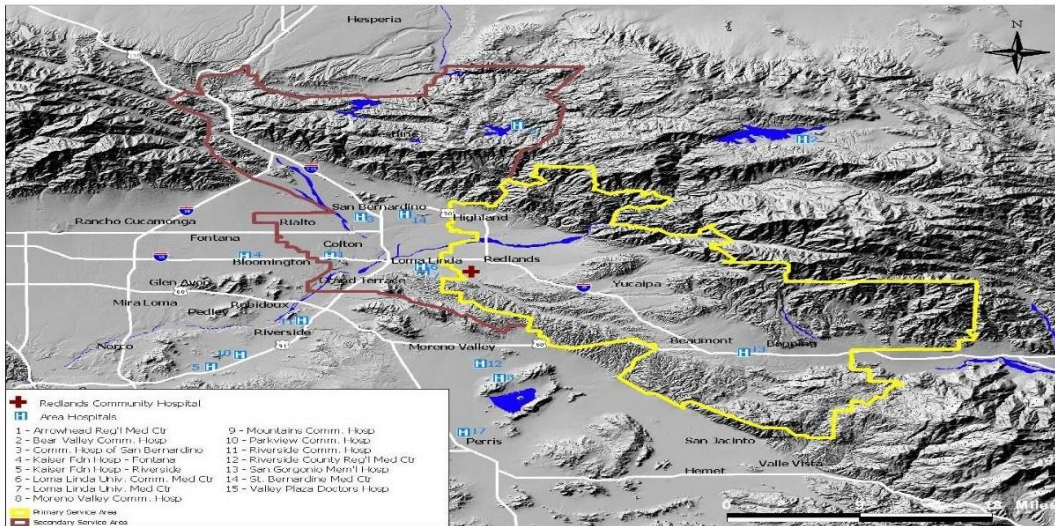 Hesperia
N
Rancho Cucamonga
San Bernardino
Highland
Rialto
Fontana
Colton
Bloomington
Loma Linda
Redlands
Grand Terrain
Yucaipa
Glen Avon
Mira Loma
Rubidoux
Pedley
Riverside
Norco
Moreno Valley
Beaumont
Banning
Perris
San Jacinto
Hemet
Valle Vista
Redlands Community Hospital
Area Hospitals
1 - Arrowhead Reg'l Med Ctr
2 - Bear Valley Comm. Hosp
3 - Comm. Hosp of San Bernardino
4 - Kaiser Fdn Hosp - Fontana
5 - Kaiser Fdn Hosp - Riverside
6 - Loma Linda Univ. Comm. Med Ctr
7 - Loma Linda Univ. Med Ctr
8 - Moreno Valley Comm. Hosp
9 - Mountains Comm. Hosp
10 - Parkview Comm. Hosp
11 - Riverside Comm. Hosp
12 - Riverside County Reg'l Med Ctr
13 - San Gorgonio Mem'l Hosp
14 - St. Bernardine Med Ctr
15 - Valley Plaza Doctors Hosp
Primary Service Area
Secondary Service Area